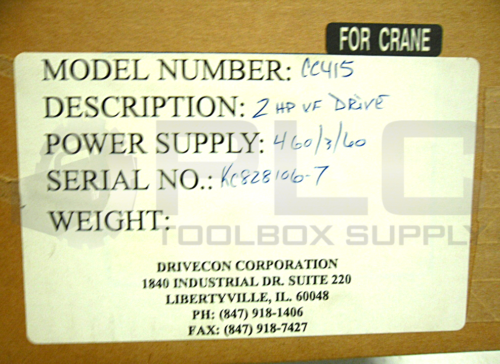 FOR CRANE
MODEL NUMBER: CC415
DESCRIPTION: 2 HP VF DRIVE
POWER SUPPLY: 460/3/60
SERIAL NO.: KC828106-7
WEIGHT:
PLC
TOOLBOX SUPPLY
DRIVECON CORPORATION
1840 INDUSTRIAL DR. SUITE 220
LIBERTYVILLE, IL. 60048
PH: (847) 918-1406
FAX: (847) 918-7427